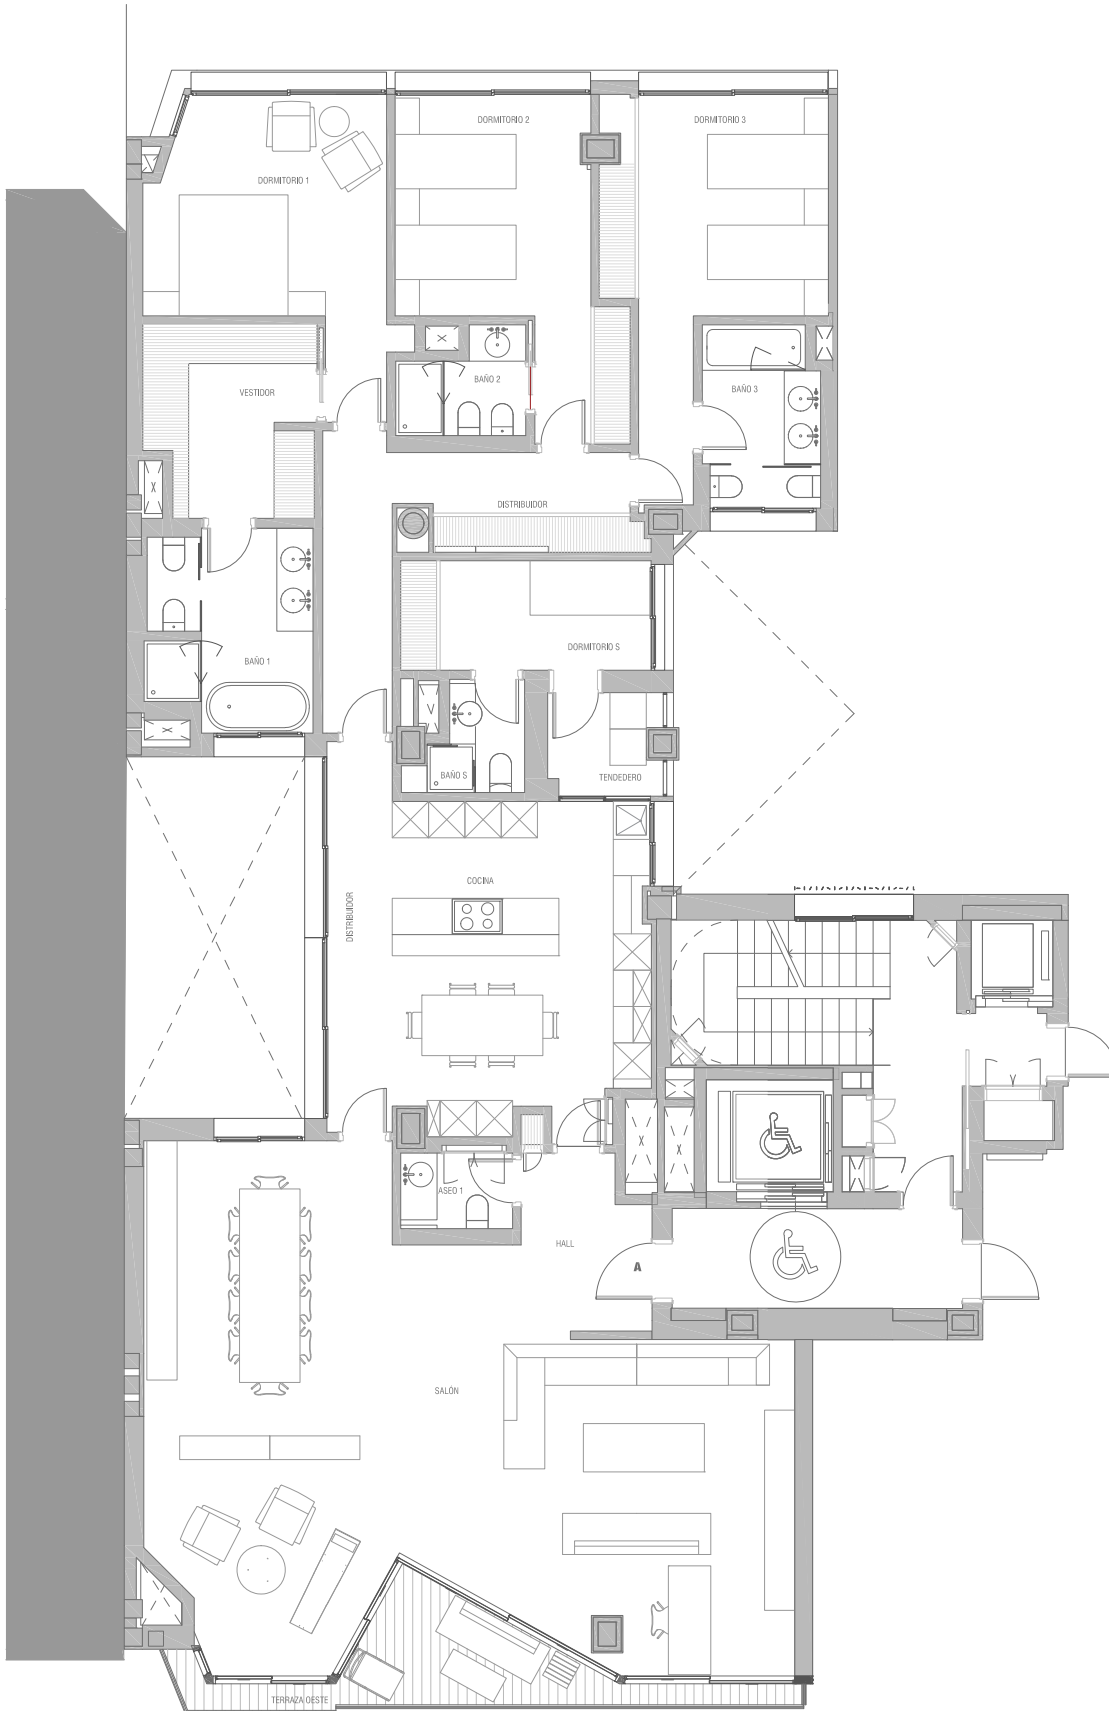 DORMITORIO 2
DORMITORIO 3
DORMITORIO 1
BAÑO 2
BAÑO 3
VESTIDOR
DISTRIBUIDOR
DORMITORIO S
BAÑO 1
BAÑO S
TENDEDERO
COCINA
DISTRIBUIDOR
ASEO 1
HALL
A
SALÓN
TERRAZA OESTE